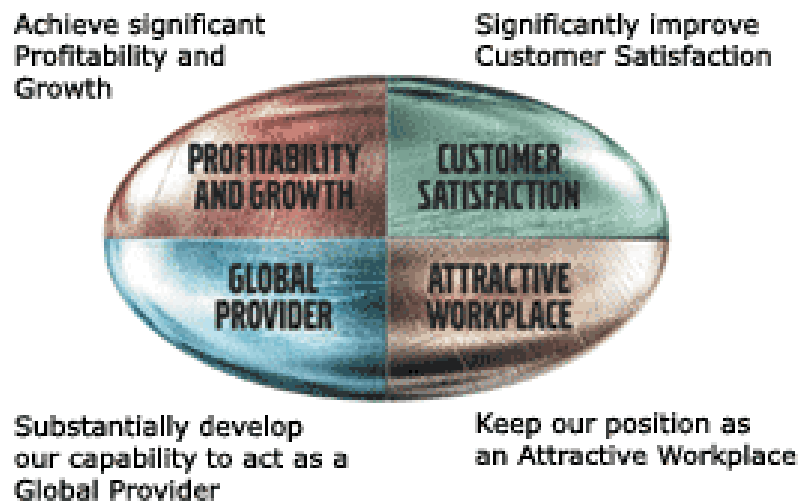 Achieve significant
Profitability and
Growth
Significantly improve
Customer Satisfaction
PROFITABILITY
AND GROWTH
CUSTOMER
SATISFACTION
GLOBAL
PROVIDER
ATTRACTIVE
WORKPLACE
Substantially develop
our capability to act as a
Global Provider
Keep our position as
an Attractive Workplace